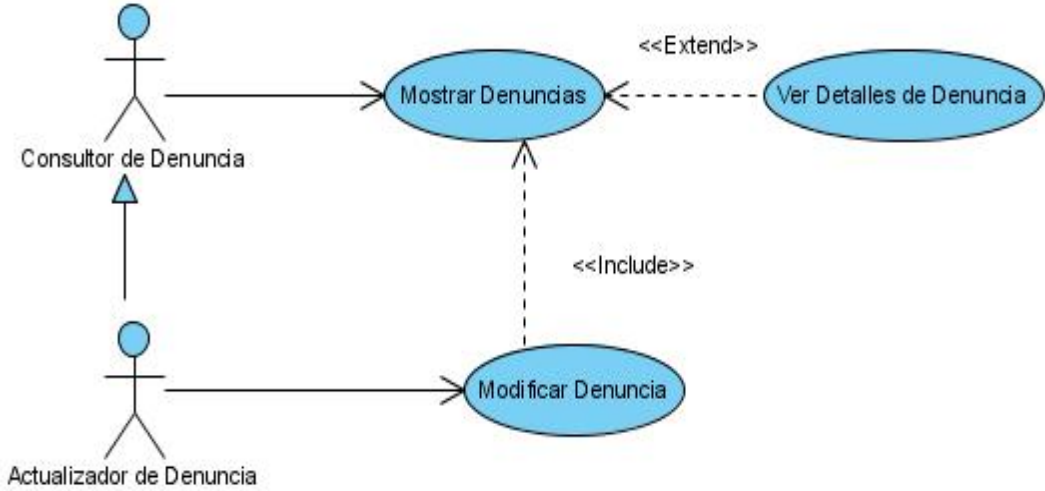 <<Extend>>
Mostrar Denuncias
Ver Detalles de Denuncia
Consultor de Denuncia
<<Include>>
Modificar Denuncia
Actualizador de Denuncia